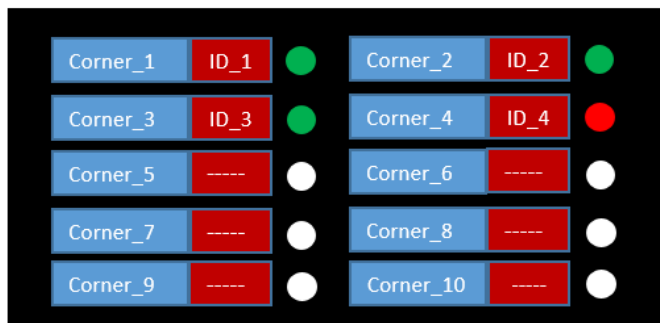 Corner_1 ID_1 Corner_2 ID_2
Corner_3 ID_3 Corner_4 ID_4
Corner_5 ----- Corner_6 -----
Corner_7 ----- Corner_8 -----
Corner_9 ----- Corner_10 -----